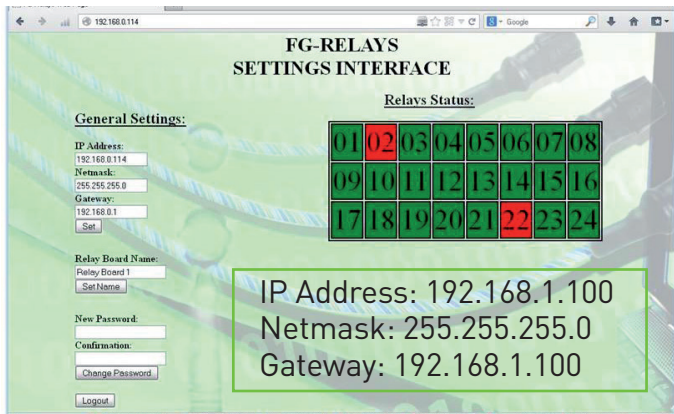 192.168.0.114
Google
FG-RELAYS
SETTINGS INTERFACE
Relays Status:
01 02 03 04 05 06 07 08
09 10 11 12 13 14 15 16
17 18 19 20 21 22 23 24
General Settings:
IP Address:
192.168.0.114
Netmask:
255.255.255.0
Gateway:
192.168.0.1
Set
Relay Board Name:
Relay Board 1
Set Name
New Password:
Confirmation:
Change Password
Logout
IP Address: 192.168.1.100
Netmask: 255.255.255.0
Gateway: 192.168.1.100